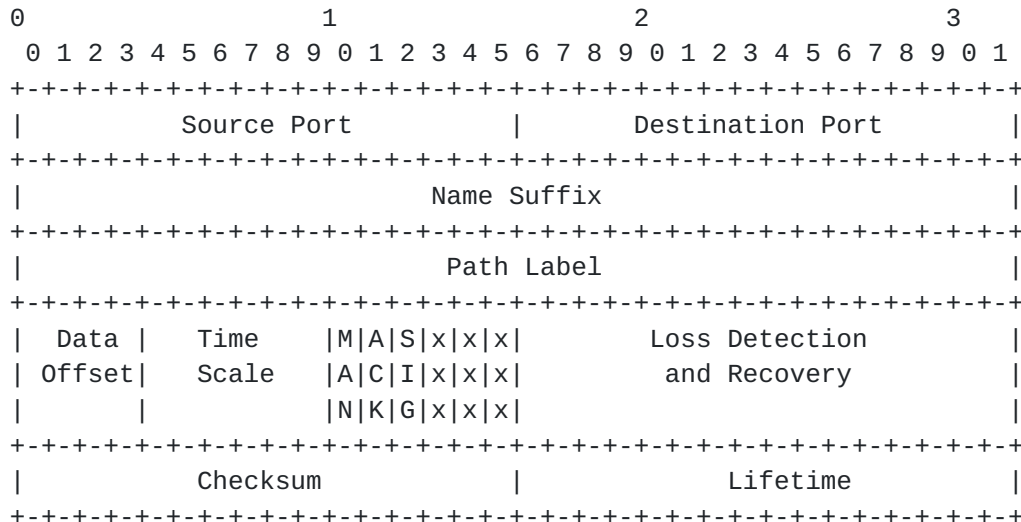 0                   1                   2                   3
 0 1 2 3 4 5 6 7 8 9 0 1 2 3 4 5 6 7 8 9 0 1 2 3 4 5 6 7 8 9 0 1
+-+-+-+-+-+-+-+-+-+-+-+-+-+-+-+-+-+-+-+-+-+-+-+-+-+-+-+-+-+-+-+-+
|          Source Port          |       Destination Port        |
+-+-+-+-+-+-+-+-+-+-+-+-+-+-+-+-+-+-+-+-+-+-+-+-+-+-+-+-+-+-+-+-+
|                          Name Suffix                          |
+-+-+-+-+-+-+-+-+-+-+-+-+-+-+-+-+-+-+-+-+-+-+-+-+-+-+-+-+-+-+-+-+
|                           Path Label                          |
+-+-+-+-+-+-+-+-+-+-+-+-+-+-+-+-+-+-+-+-+-+-+-+-+-+-+-+-+-+-+-+-+
|  Data |   Time    |M|A|S|x|x|x|        Loss Detection         |
| Offset|   Scale   |A|C|I|x|x|x|         and Recovery          |
|       |           |N|K|G|x|x|x|                               |
+-+-+-+-+-+-+-+-+-+-+-+-+-+-+-+-+-+-+-+-+-+-+-+-+-+-+-+-+-+-+-+-+
|           Checksum            |             Lifetime          |
+-+-+-+-+-+-+-+-+-+-+-+-+-+-+-+-+-+-+-+-+-+-+-+-+-+-+-+-+-+-+-+-+